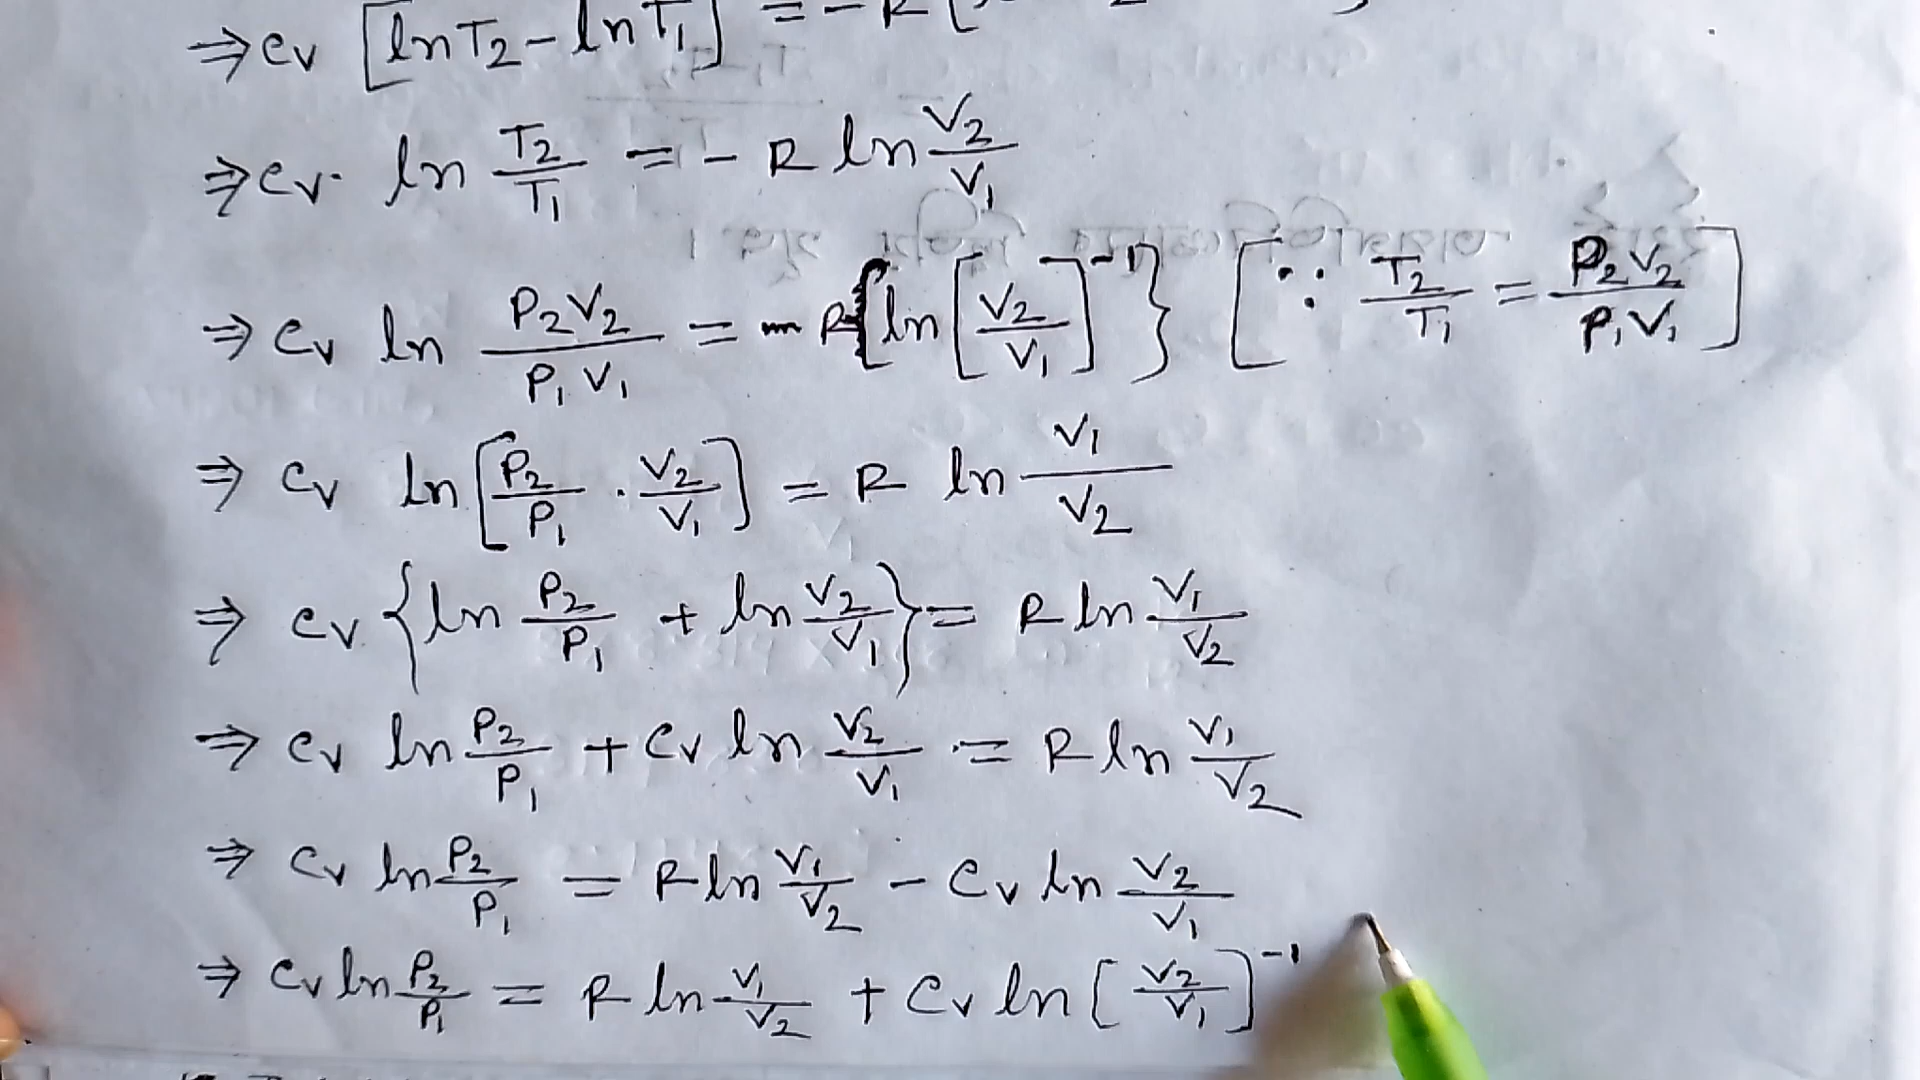 ⇒ Cv [ln T₂ - ln T₁] = - R [
⇒ Cv ln T₂/T₁ = - R ln V₂/V₁
⇒ Cv ln P₂V₂/P₁V₁ = R{ln [V₂/V₁]⁻¹} [∵ T₂/T₁ = P₂V₂/P₁V₁]
⇒ Cv ln [P₂/P₁ · V₂/V₁] = R ln V₁/V₂
⇒ Cv {ln P₂/P₁ + ln V₂/V₁} = R ln V₁/V₂
⇒ Cv ln P₂/P₁ + Cv ln V₂/V₁ = R ln V₁/V₂
⇒ Cv ln P₂/P₁ = R ln V₁/V₂ - Cv ln V₂/V₁
⇒ Cv ln P₂/P₁ = R ln V₁/V₂ + Cv ln [V₂/V₁]⁻¹